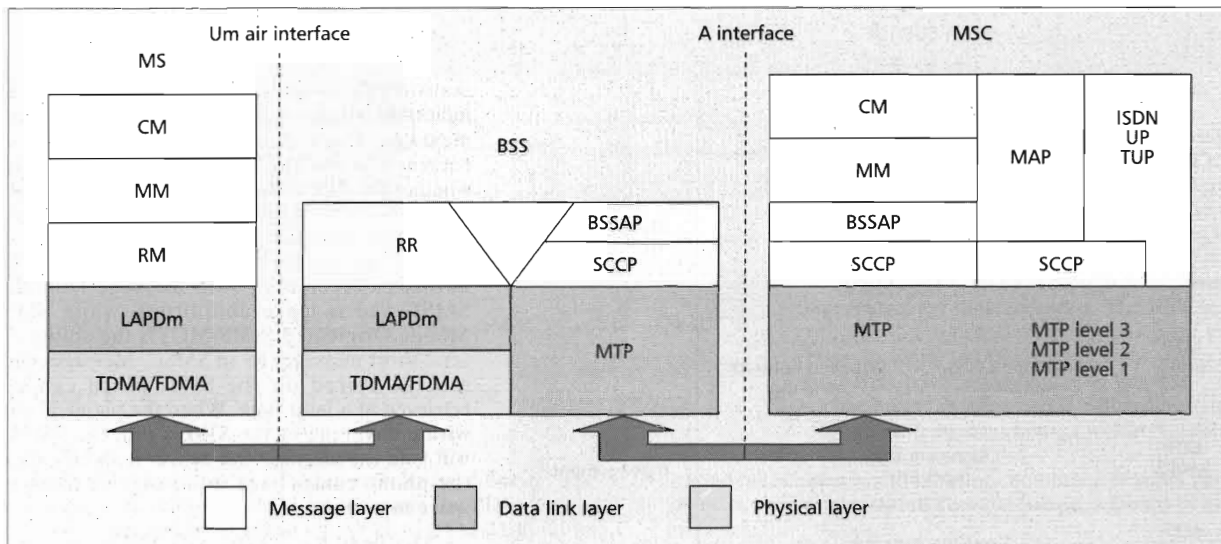 Um air interface
A interface
MSC
MS
CM
MM
RM
LAPDm
TDMA/FDMA
BSS
RR
BSSAP
SCCP
LAPDm
TDMA/FDMA
MTP
CM
MM
BSSAP
SCCP
MAP
ISDN
UP
TUP
SCCP
MTP
MTP level 3
MTP level 2
MTP level 1
Message layer
Data link layer
Physical layer